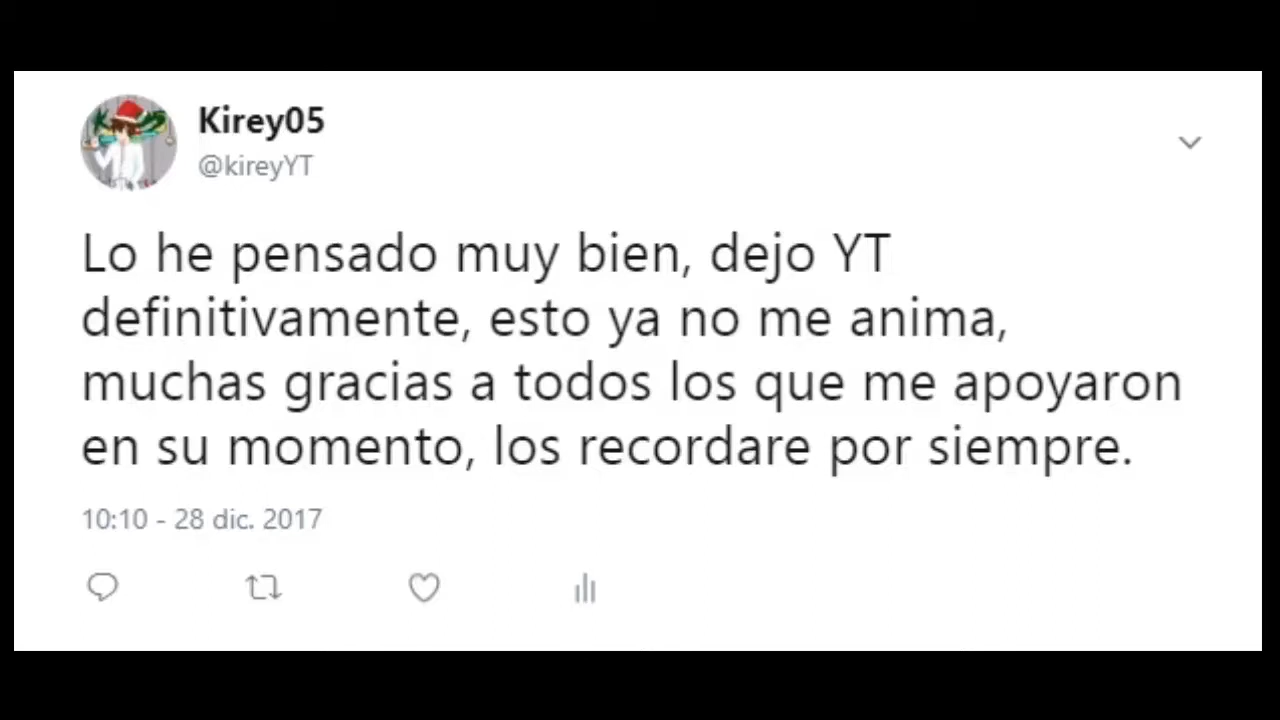 Kirey05
@kireyYT
Lo he pensado muy bien, dejo YT
definitivamente, esto ya no me anima,
muchas gracias a todos los que me apoyaron
en su momento, los recordare por siempre.
10:10 - 28 dic. 2017